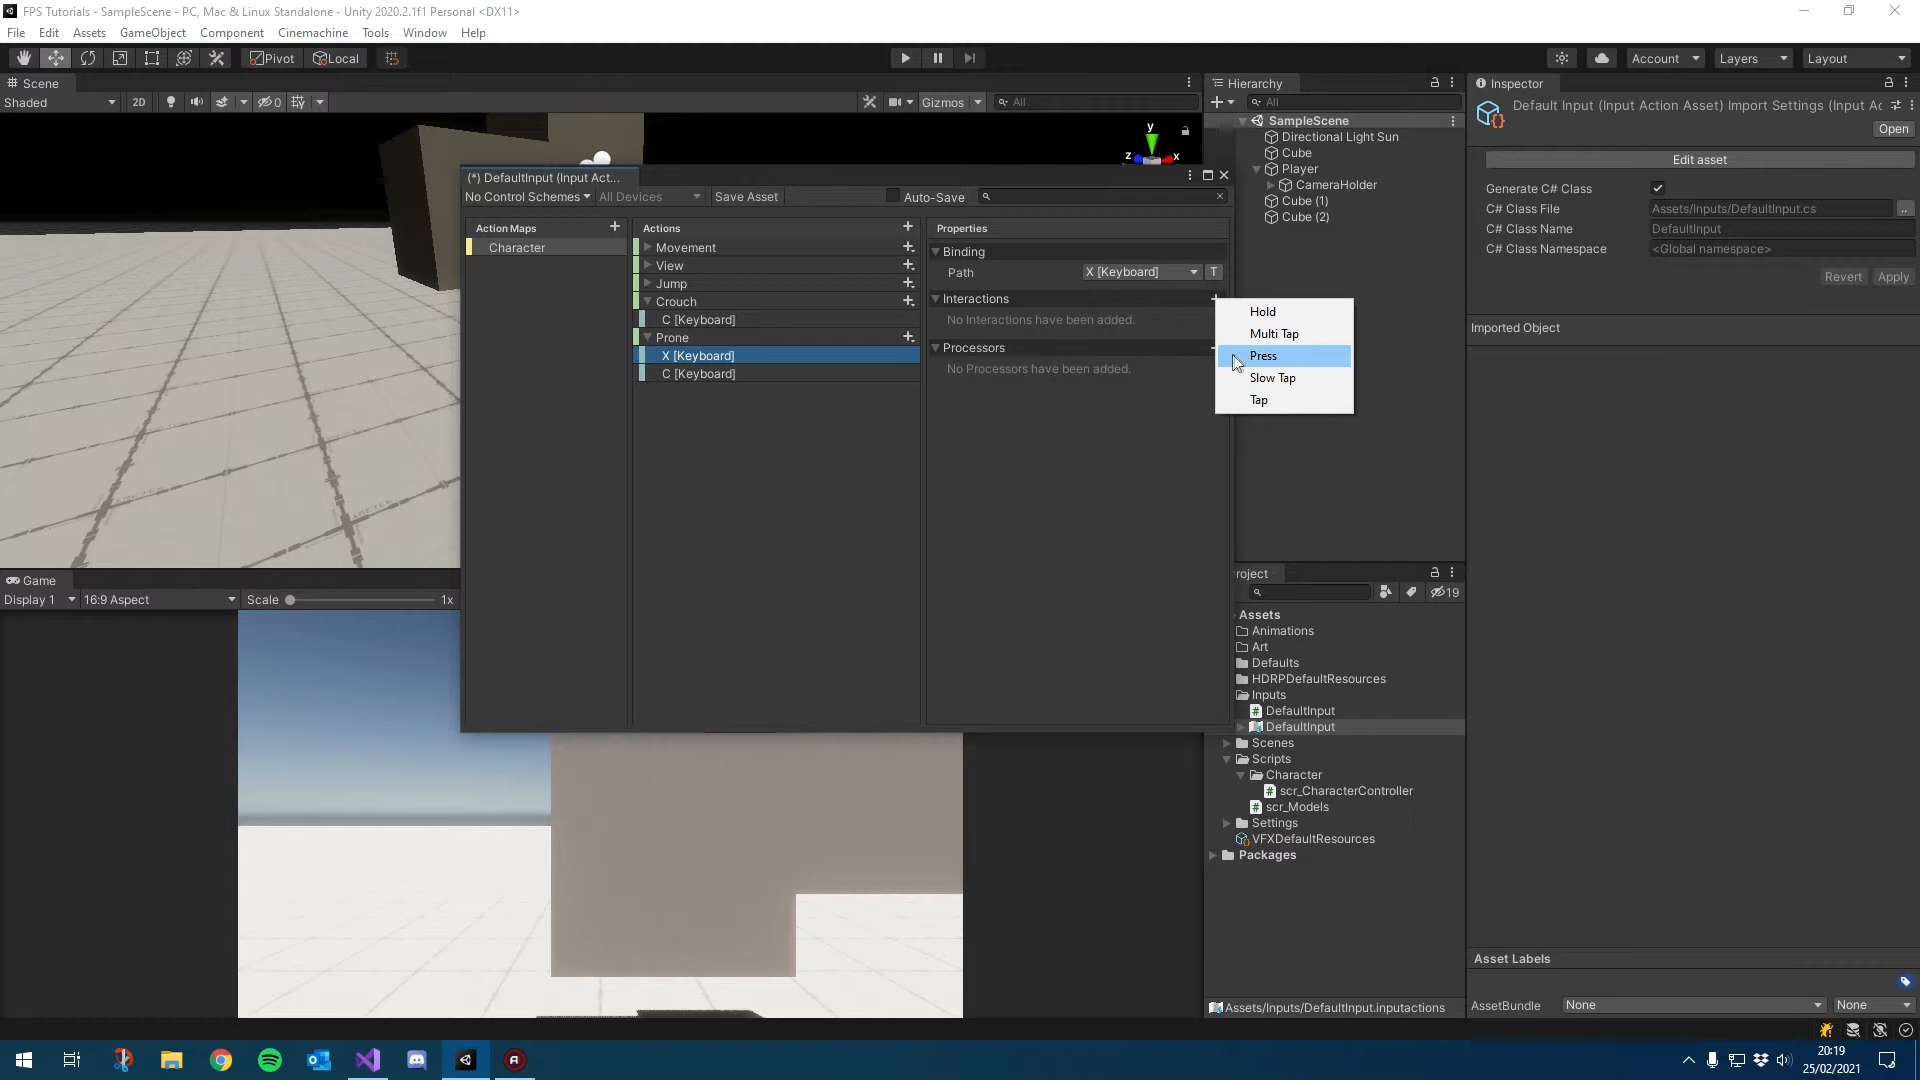 FPS Tutorials - SampleScene - PC, Mac & Linux Standalone - Unity 2020.2.1f1 Personal <DX11>
File Edit Assets GameObject Component Cinemachine Tools Window Help
Pivot Local Account Layers Layout
Scene
Shaded 2D 0 Gizmos All
y
z x
Hierarchy
All
SampleScene
Directional Light Sun
Cube
Player
CameraHolder
Cube (1)
Cube (2)
Inspector
Default Input (Input Action Asset) Import Settings (Input Ac
Open
Edit asset
Generate C# Class
C# Class File Assets/Inputs/DefaultInput.cs ..
C# Class Name DefaultInput
C# Class Namespace <Global namespace>
Revert Apply
Imported Object
(*) DefaultInput (Input Act...
No Control Schemes All Devices Save Asset Auto-Save
Action Maps
Character
Actions
Movement
View
Jump
Crouch
C [Keyboard]
Prone
X [Keyboard]
C [Keyboard]
Properties
Binding
Path X [Keyboard] T
Interactions
No Interactions have been added.
Processors
No Processors have been added.
Hold
Multi Tap
Press
Slow Tap
Tap
Game
Display 1 16:9 Aspect Scale 1x
roject
19
Assets
Animations
Art
Defaults
HDRPDefaultResources
Inputs
DefaultInput
DefaultInput
Scenes
Scripts
Character
scr_CharacterController
scr_Models
Settings
VFXDefaultResources
Packages
Assets/Inputs/DefaultInput.inputactions
Asset Labels
AssetBundle None None
20:19
25/02/2021